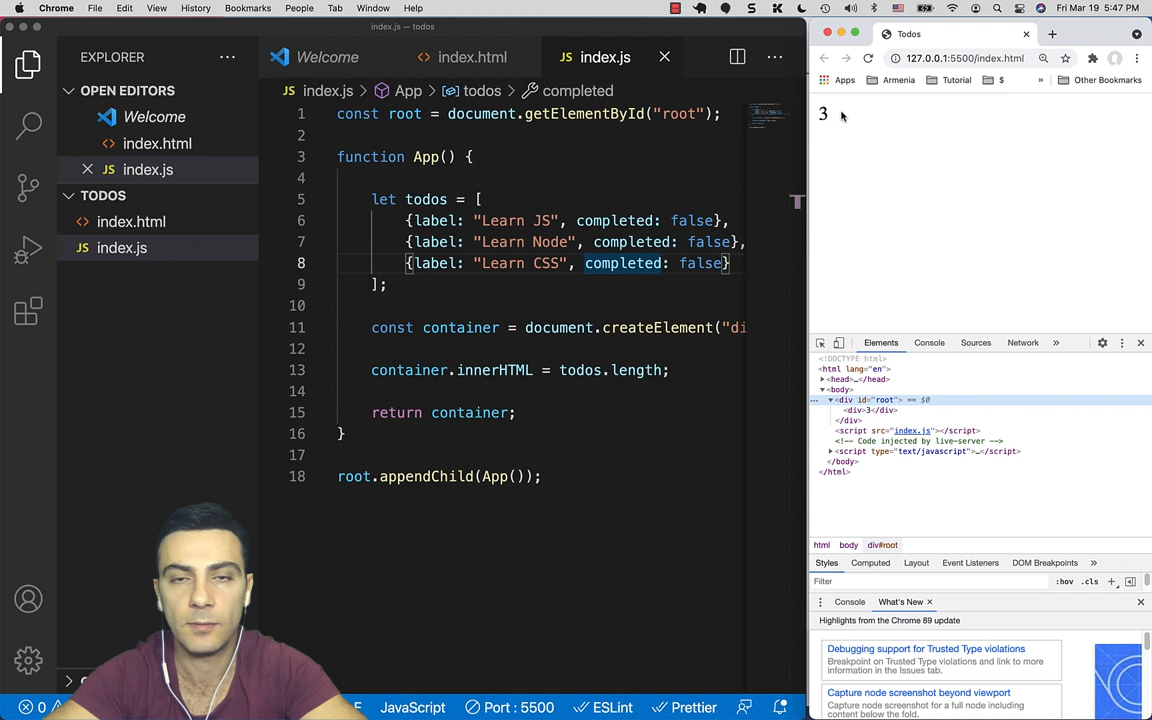 Chrome File Edit View History Bookmarks People Tab Window Help Fri Mar 19 5:47 PM
index.js — todos
EXPLORER
OPEN EDITORS
Welcome
index.html
index.js
TODOS
index.html
index.js
Welcome
index.html
index.js
index.js > App > todos > completed
1 const root = document.getElementById("root");
2
3 function App() {
4
5 let todos = [
6 {label: "Learn JS", completed: false},
7 {label: "Learn Node", completed: false},
8 {label: "Learn CSS", completed: false}
9 ];
10
11 const container = document.createElement("di
12
13 container.innerHTML = todos.length;
14
15 return container;
16 }
17
18 root.appendChild(App());
0
JavaScript Port : 5500 ESLint Prettier
Todos
127.0.0.1:5500/index.html
Apps Armenia Tutorial $ » Other Bookmarks
3
Elements Console Sources Network »
<!DOCTYPE html>
<html lang="en">
<head>…</head>
<body>
<div id="root"> == $0
<div>3</div>
</div>
<script src="index.js"></script>
<!-- Code injected by live-server -->
<script type="text/javascript">…</script>
</body>
</html>
html body div#root
Styles Computed Layout Event Listeners DOM Breakpoints »
Filter :hov .cls
Console What's New
Highlights from the Chrome 89 update
Debugging support for Trusted Type violations
Breakpoint on Trusted Type violations and link to more
information in the Issues tab.
Capture node screenshot beyond viewport
Capture node screenshot for a full node including
content below the fold.